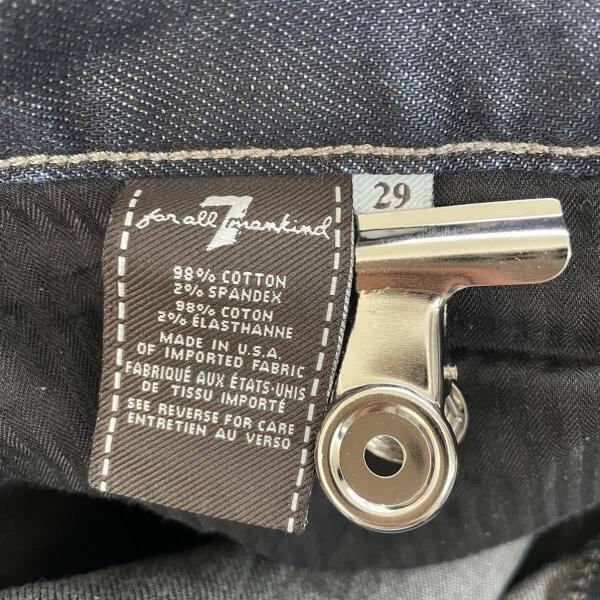 7
for all mankind
29
98% COTTON
2% SPANDEX
98% COTON
2% ÉLASTHANNE
MADE IN U.S.A.
OF IMPORTED FABRIC
FABRIQUÉ AUX ÉTATS-UNIS
DE TISSU IMPORTÉ
SEE REVERSE FOR CARE
ENTRETIEN AU VERSO